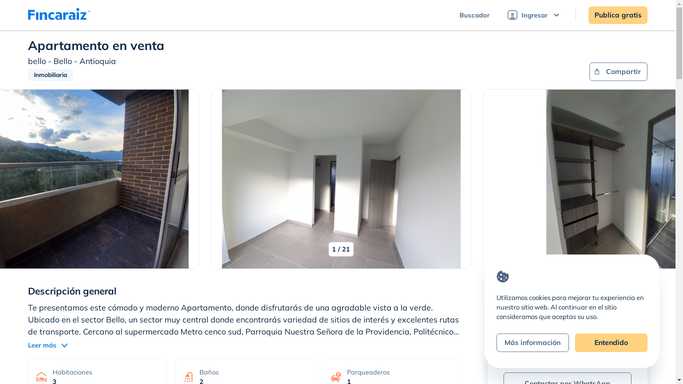 Fincaraiz
Buscador
Ingresar
Publica gratis
Apartamento en venta
bello - Bello - Antioquia
Inmobiliaria
Compartir
1 / 21
Descripción general
Te presentamos este cómodo y moderno Apartamento, donde disfrutarás de una agradable vista a la verde.
Ubicado en el sector Bello, un sector muy central donde encontrarás variedad de sitios de interés y excelentes rutas
de transporte. Cercano al supermercado Metro cenco sud, Parroquia Nuestra Señora de la Providencia, Politécnico...
Leer más
Habitaciones
3
Baños
2
Parqueaderos
1
Utilizamos cookies para mejorar tu experiencia en
nuestro sitio web. Al continuar en el sitio
consideramos que aceptas su uso.
Más información
Entendido
Contactar por WhatsApp